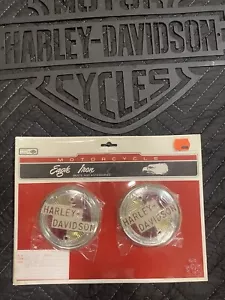 MOTOR
HARLEY-DAVIDSON
CYCLES
MOTORCYCLE
Eagle Iron
HARLEY-
DAVIDSON
HARLEY-
DAVIDSON